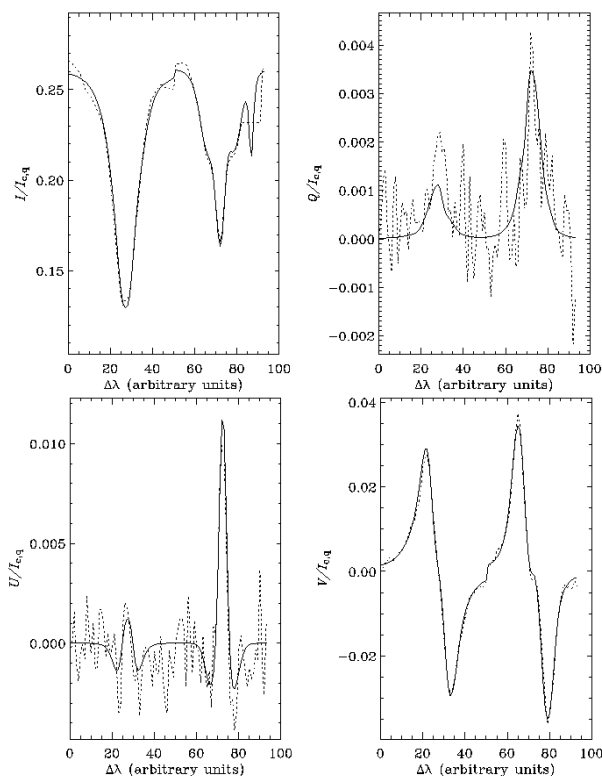 I/I_c,q
0.25
0.20
0.15
0 20 40 60 80 100
Δλ (arbitrary units)
Q/I_c,q
0.004
0.003
0.002
0.001
0.000
−0.001
−0.002
0 20 40 60 80 100
Δλ (arbitrary units)
U/I_c,q
0.010
0.005
0.000
0 20 40 60 80 100
Δλ (arbitrary units)
V/I_c,q
0.04
0.02
0.00
−0.02
0 20 40 60 80 100
Δλ (arbitrary units)